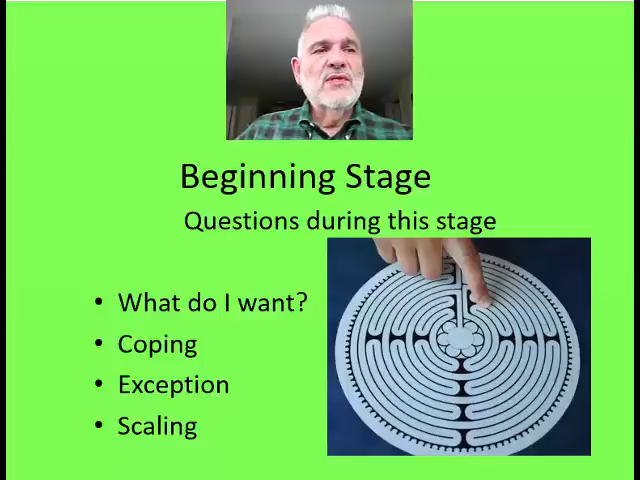 Beginning Stage
Questions during this stage
• What do I want?
• Coping
• Exception
• Scaling